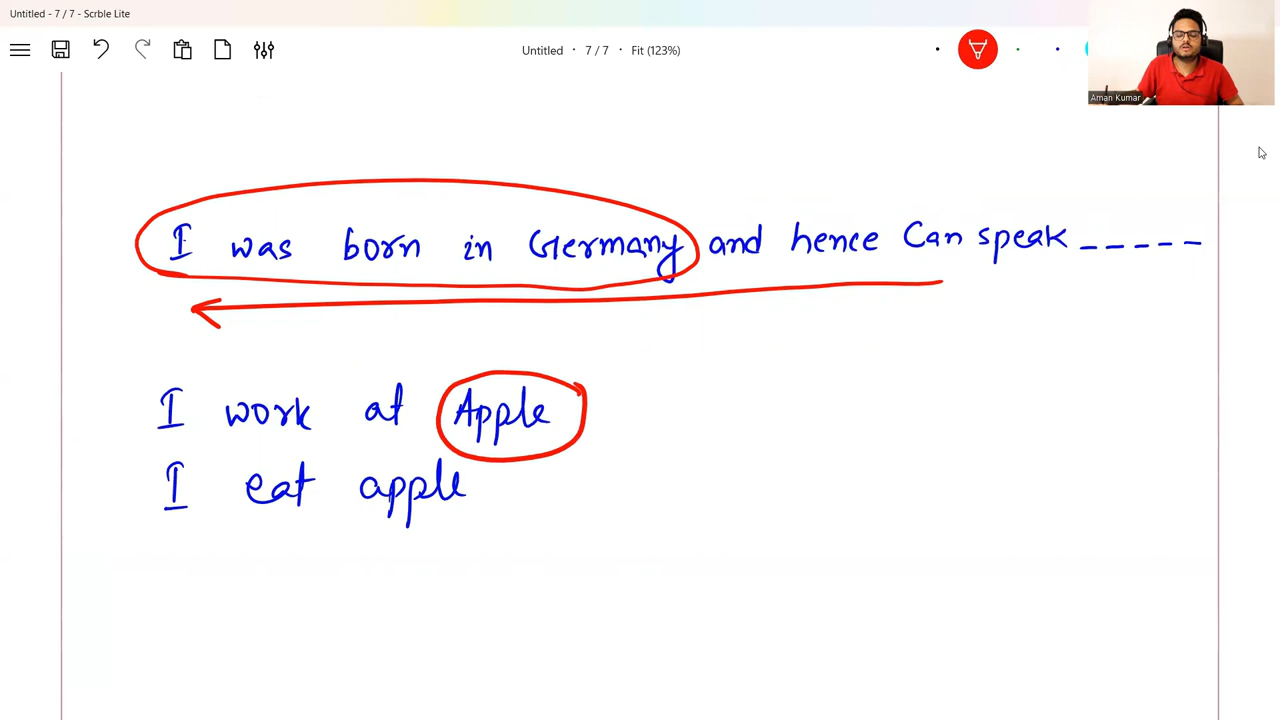 Untitled - 7 / 7 - Scrble Lite
Untitled • 7 / 7 • Fit (123%)
Aman Kumar
I was born in Germany and hence Can speak _ _ _ _ _
I work at Apple
I eat apple